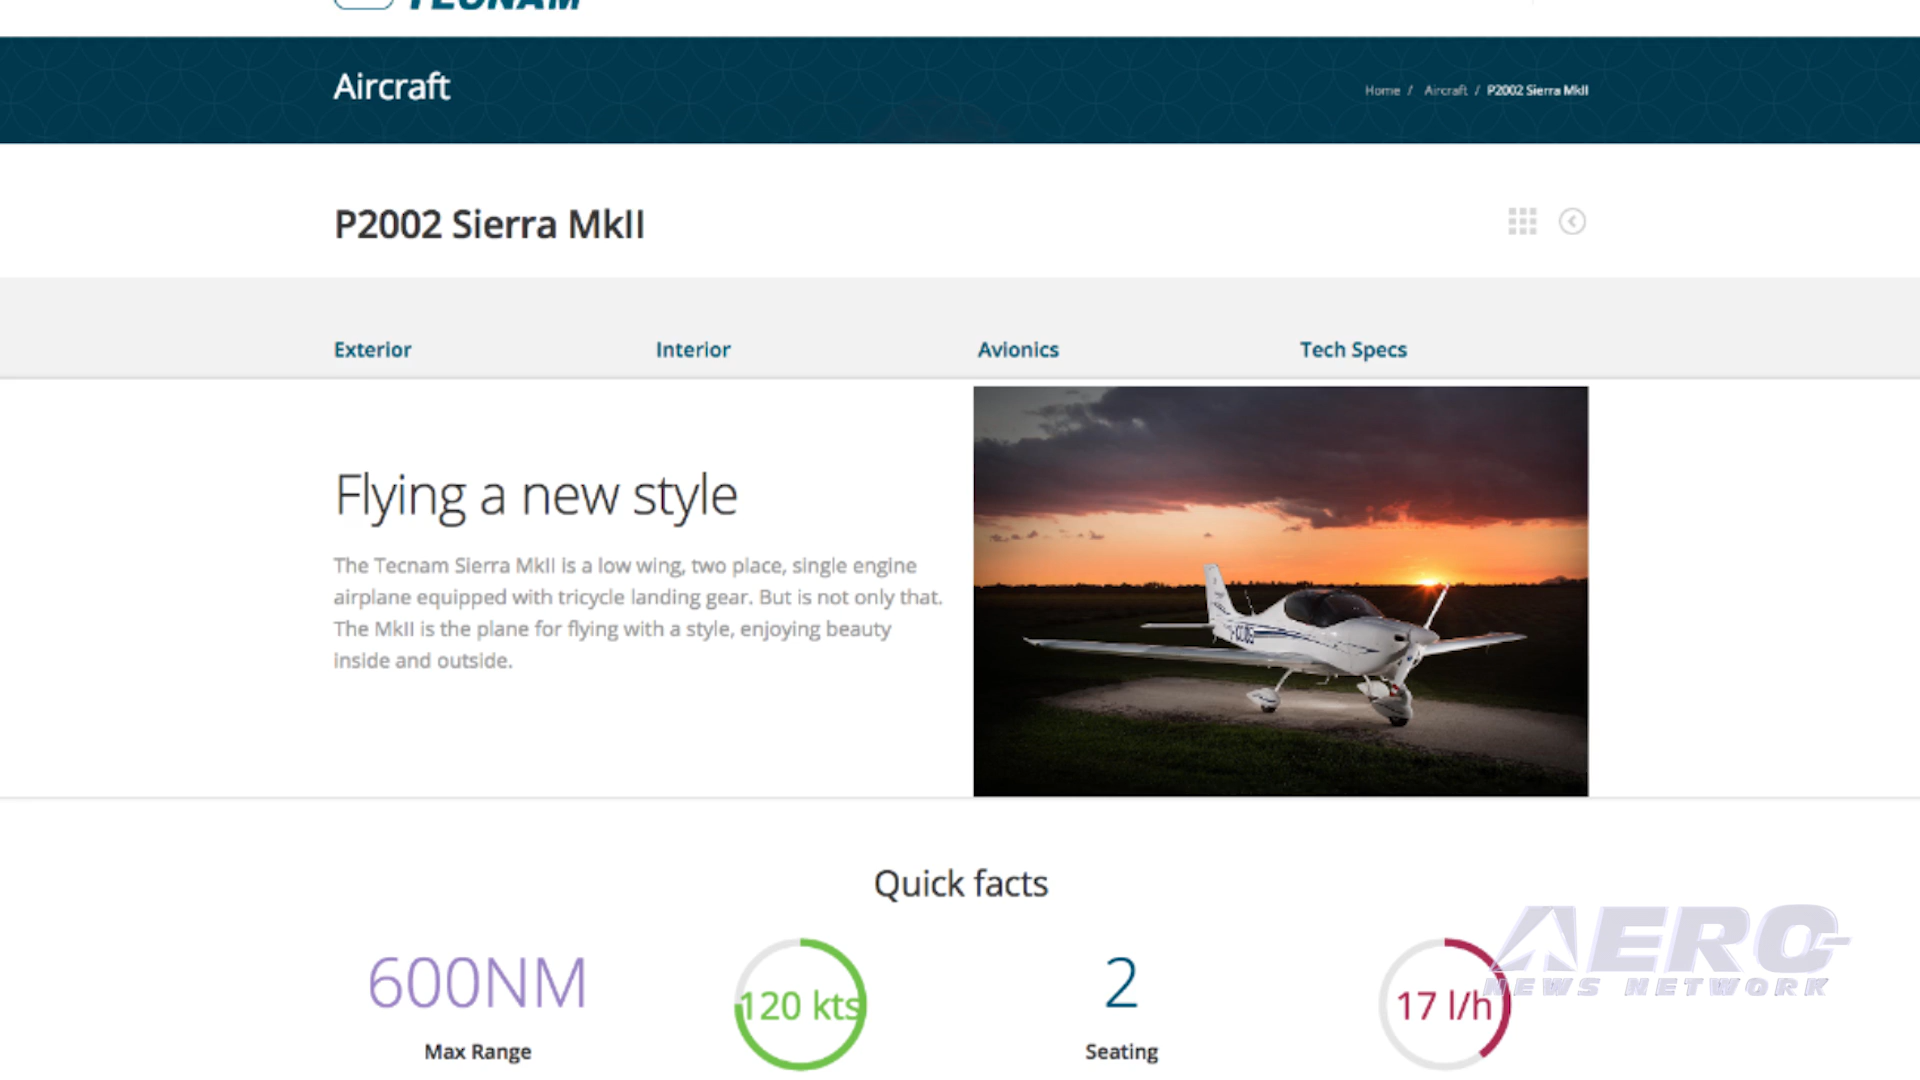 TECNAM
Aircraft
Home / Aircraft / P2002 Sierra MkII
P2002 Sierra MkII
Exterior
Interior
Avionics
Tech Specs
Flying a new style
The Tecnam Sierra MkII is a low wing, two place, single engine
airplane equipped with tricycle landing gear. But is not only that.
The MkII is the plane for flying with a style, enjoying beauty
inside and outside.
Quick facts
600NM
120 kts
2
17 l/h
Max Range
Seating
AERO
NEWS NETWORK